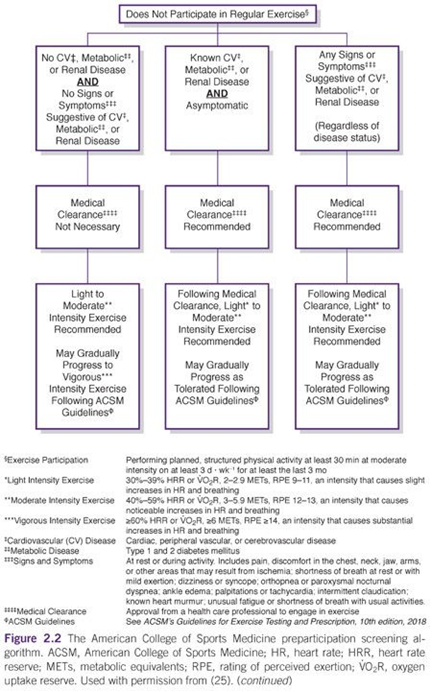 Does Not Participate in Regular Exercise§
No CV‡, Metabolic‡‡,
or Renal Disease
AND
No Signs or
Symptoms‡‡‡
Suggestive of CV‡,
Metabolic‡‡, or
Renal Disease
Known CV‡,
Metabolic‡‡, or
Renal Disease
AND
Asymptomatic
Any Signs or
Symptoms‡‡‡
Suggestive of CV‡,
Metabolic‡‡, or
Renal Disease
(Regardless of
disease status)
Medical
Clearance‡‡‡‡
Not Necessary
Medical
Clearance‡‡‡‡
Recommended
Medical
Clearance‡‡‡‡
Recommended
Light to
Moderate**
Intensity Exercise
Recommended
May Gradually
Progress to
Vigorous***
Intensity Exercise
Following ACSM
GuidelinesΦ
Following Medical
Clearance, Light* to
Moderate**
Intensity Exercise
Recommended
May Gradually
Progress as
Tolerated Following
ACSM GuidelinesΦ
Following Medical
Clearance, Light* to
Moderate**
Intensity Exercise
Recommended
May Gradually
Progress as
Tolerated Following
ACSM GuidelinesΦ
§Exercise Participation Performing planned, structured physical activity at least 30 min at moderate
intensity on at least 3 d · wk⁻¹ for at least the last 3 mo
*Light Intensity Exercise 30%–39% HRR or V̇O₂R, 2–2.9 METs, RPE 9–11, an intensity that causes slight
increases in HR and breathing
**Moderate Intensity Exercise 40%–59% HRR or V̇O₂R, 3–5.9 METs, RPE 12–13, an intensity that causes
noticeable increases in HR and breathing
***Vigorous Intensity Exercise ≥60% HRR or V̇O₂R, ≥6 METs, RPE ≥14, an intensity that causes substantial
increases in HR and breathing
‡Cardiovascular (CV) Disease Cardiac, peripheral vascular, or cerebrovascular disease
‡‡Metabolic Disease Type 1 and 2 diabetes mellitus
‡‡‡Signs and Symptoms At rest or during activity. Includes pain, discomfort in the chest, neck, jaw, arms,
or other areas that may result from ischemia; shortness of breath at rest or with
mild exertion; dizziness or syncope; orthopnea or paroxysmal nocturnal
dyspnea; ankle edema; palpitations or tachycardia; intermittent claudication;
known heart murmur; unusual fatigue or shortness of breath with usual activities.
‡‡‡‡Medical Clearance Approval from a health care professional to engage in exercise
ΦACSM Guidelines See ACSM's Guidelines for Exercise Testing and Prescription, 10th edition, 2018
Figure 2.2 The American College of Sports Medicine preparticipation screening al-
gorithm. ACSM, American College of Sports Medicine; HR, heart rate; HRR, heart rate
reserve; METs, metabolic equivalents; RPE, rating of perceived exertion; V̇O₂R, oxygen
uptake reserve. Used with permission from (25). (continued)